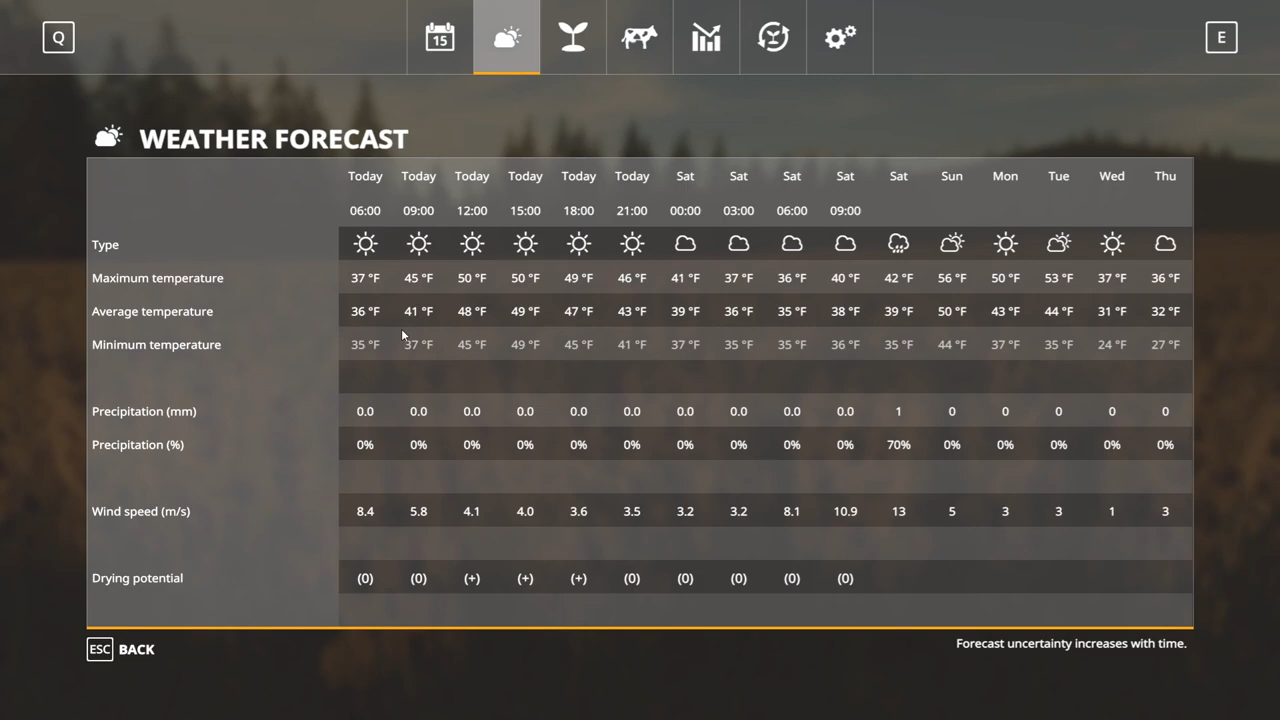 Q
15
E
WEATHER FORECAST
Today Today Today Today Today Today Sat Sat Sat Sat Sat Sun Mon Tue Wed Thu
06:00 09:00 12:00 15:00 18:00 21:00 00:00 03:00 06:00 09:00
Type
Maximum temperature 37 °F 45 °F 50 °F 50 °F 49 °F 46 °F 41 °F 37 °F 36 °F 40 °F 42 °F 56 °F 50 °F 53 °F 37 °F 36 °F
Average temperature 36 °F 41 °F 48 °F 49 °F 47 °F 43 °F 39 °F 36 °F 35 °F 38 °F 39 °F 50 °F 43 °F 44 °F 31 °F 32 °F
Minimum temperature 35 °F 37 °F 45 °F 49 °F 45 °F 41 °F 37 °F 35 °F 35 °F 36 °F 35 °F 44 °F 37 °F 35 °F 24 °F 27 °F
Precipitation (mm) 0.0 0.0 0.0 0.0 0.0 0.0 0.0 0.0 0.0 0.0 1 0 0 0 0 0
Precipitation (%) 0% 0% 0% 0% 0% 0% 0% 0% 0% 0% 70% 0% 0% 0% 0% 0%
Wind speed (m/s) 8.4 5.8 4.1 4.0 3.6 3.5 3.2 3.2 8.1 10.9 13 5 3 3 1 3
Drying potential (0) (0) (+) (+) (+) (0) (0) (0) (0) (0)
ESC BACK
Forecast uncertainty increases with time.